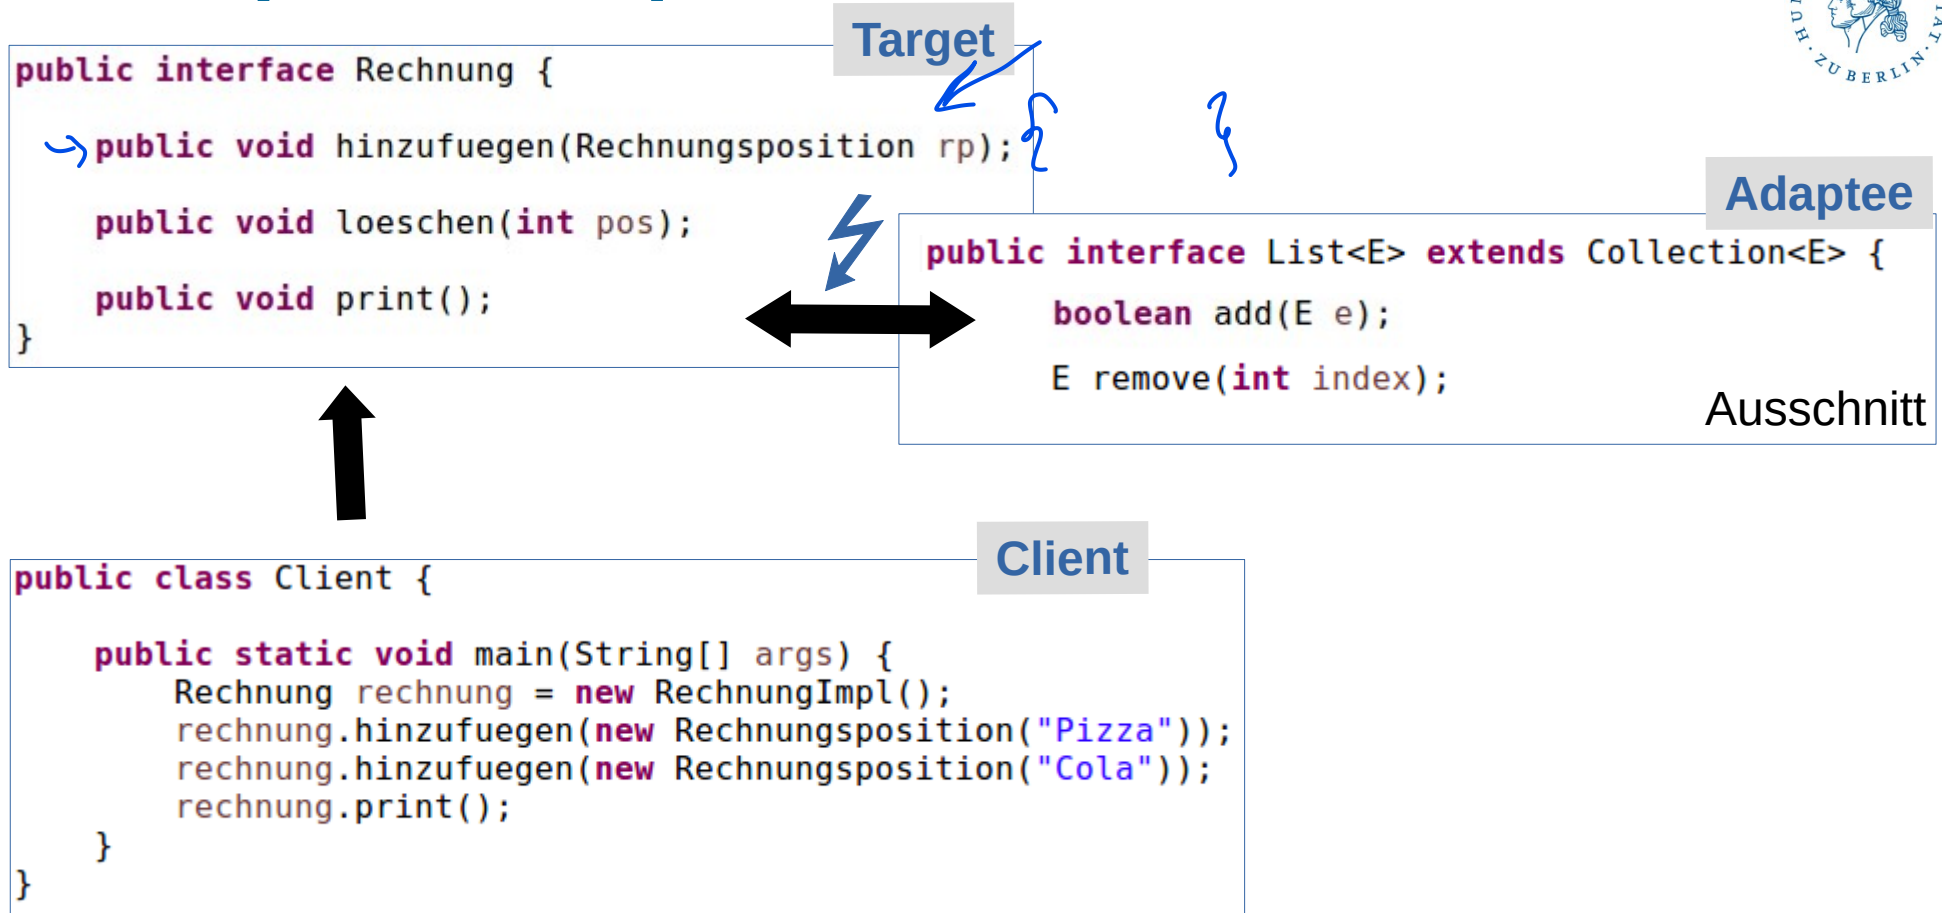 Target
public interface Rechnung {
public void hinzufuegen(Rechnungsposition rp);
public void loeschen(int pos);
public void print();
}
Adaptee
public interface List<E> extends Collection<E> {
boolean add(E e);
E remove(int index);
Ausschnitt
Client
public class Client {
public static void main(String[] args) {
Rechnung rechnung = new RechnungImpl();
rechnung.hinzufuegen(new Rechnungsposition("Pizza"));
rechnung.hinzufuegen(new Rechnungsposition("Cola"));
rechnung.print();
}
}
{ }
ZU BERLIN